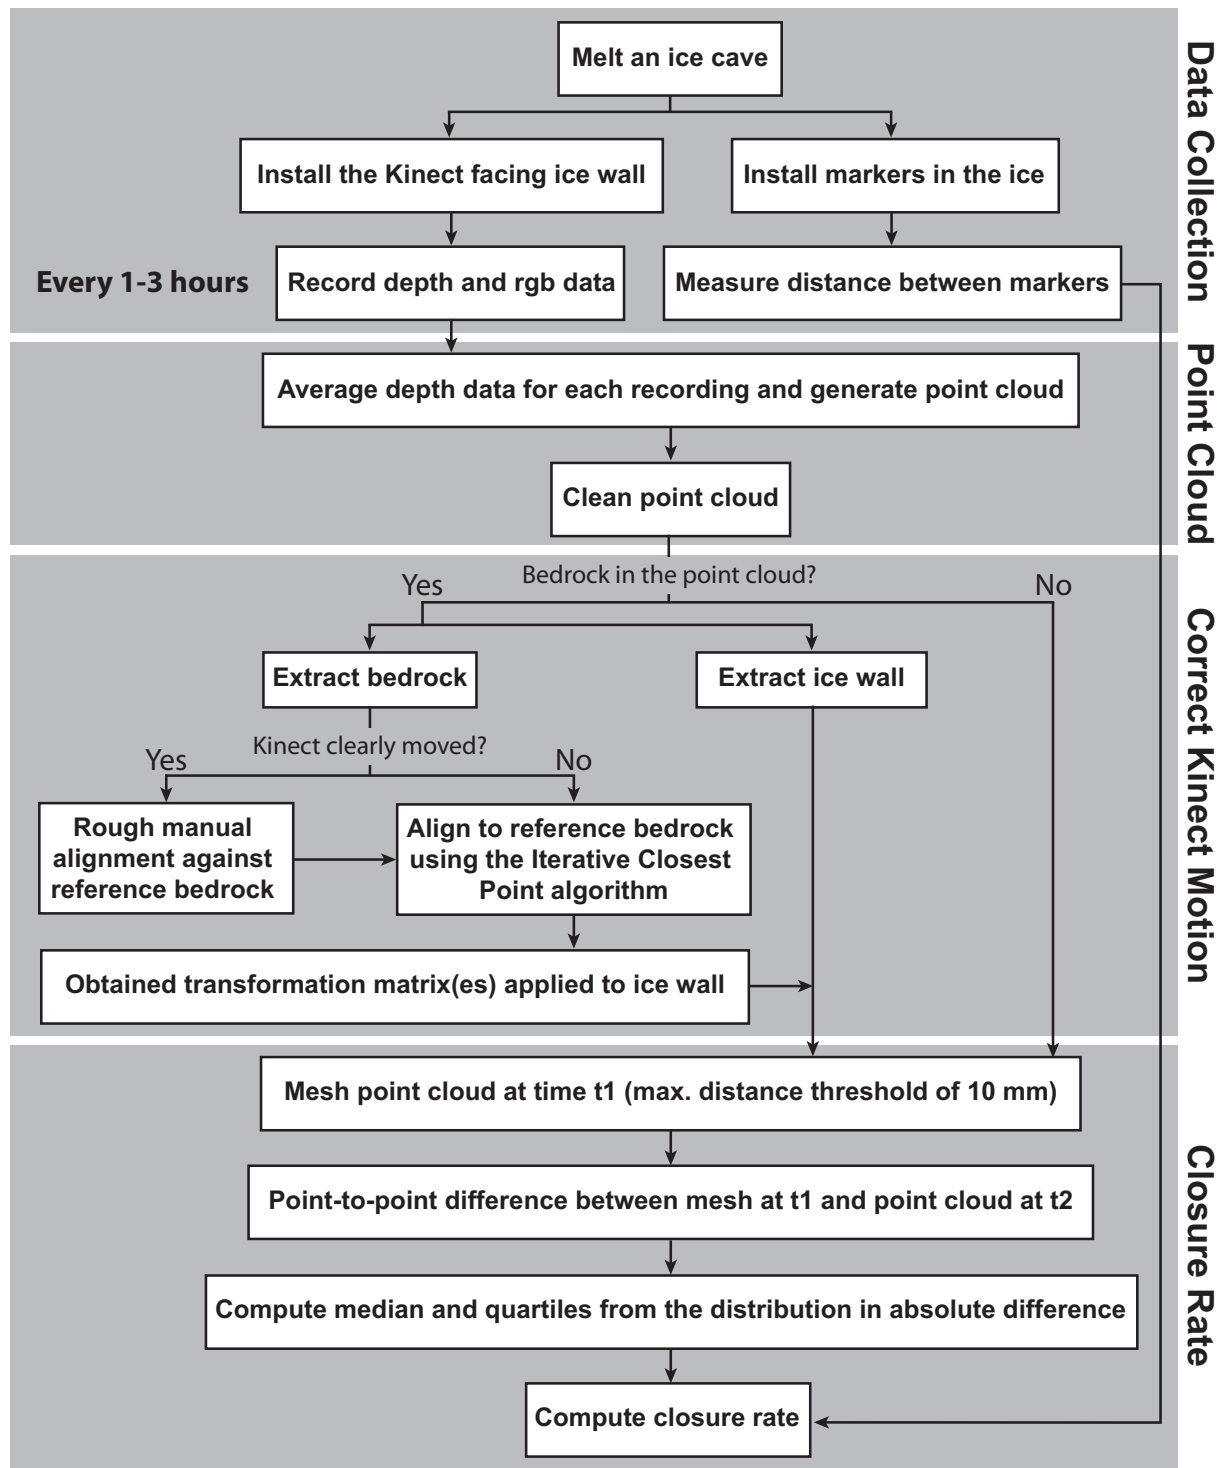 Data Collection
Melt an ice cave
Install the Kinect facing ice wall
Install markers in the ice
Every 1-3 hours
Record depth and rgb data
Measure distance between markers
Point Cloud
Average depth data for each recording and generate point cloud
Clean point cloud
Correct Kinect Motion
Bedrock in the point cloud?
Yes
No
Extract bedrock
Extract ice wall
Kinect clearly moved?
Yes
No
Rough manual
alignment against
reference bedrock
Align to reference bedrock
using the Iterative Closest
Point algorithm
Obtained transformation matrix(es) applied to ice wall
Closure Rate
Mesh point cloud at time t1 (max. distance threshold of 10 mm)
Point-to-point difference between mesh at t1 and point cloud at t2
Compute median and quartiles from the distribution in absolute difference
Compute closure rate